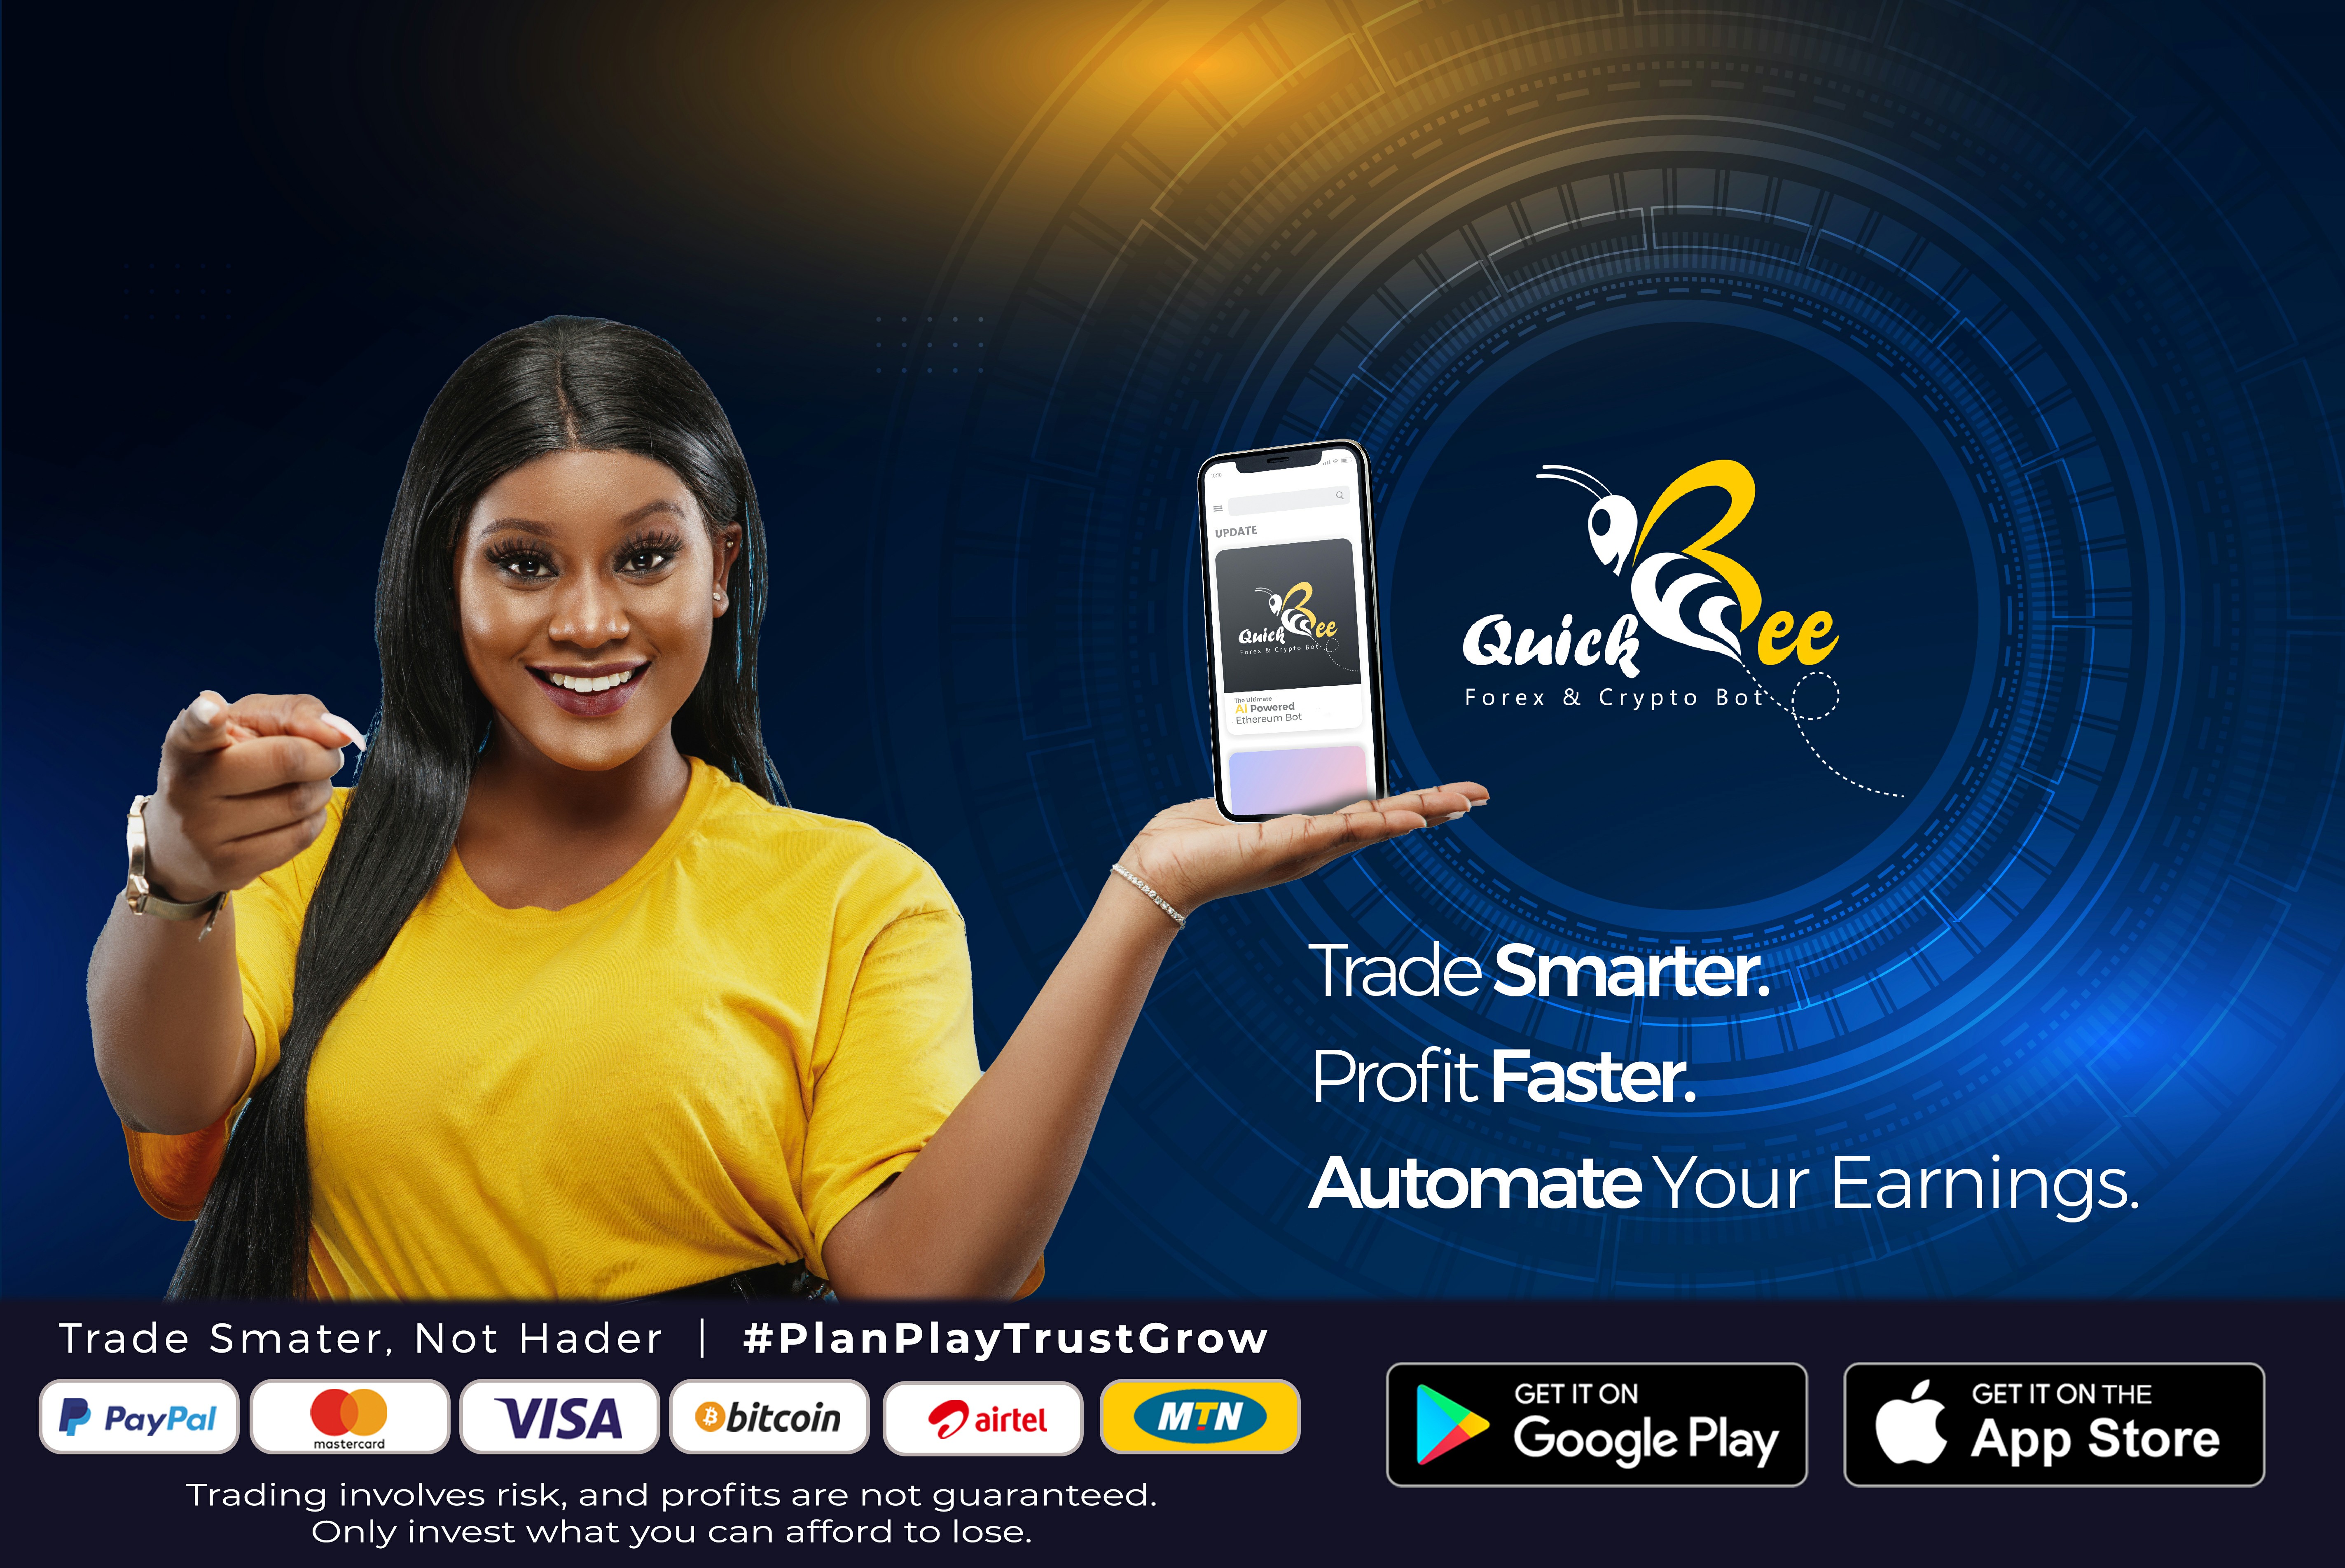 UPDATE
Quick Bee
Forex & Crypto Bot
The Ultimate
AI Powered
Ethereum Bot
Quick Bee
Forex & Crypto Bot
Trade Smarter.
Profit Faster.
Automate Your Earnings.
Trade Smater, Not Hader | #PlanPlayTrustGrow
PayPal
mastercard
VISA
bitcoin
airtel
MTN
GET IT ON
Google Play
GET IT ON THE
App Store
Trading involves risk, and profits are not guaranteed.
Only invest what you can afford to lose.